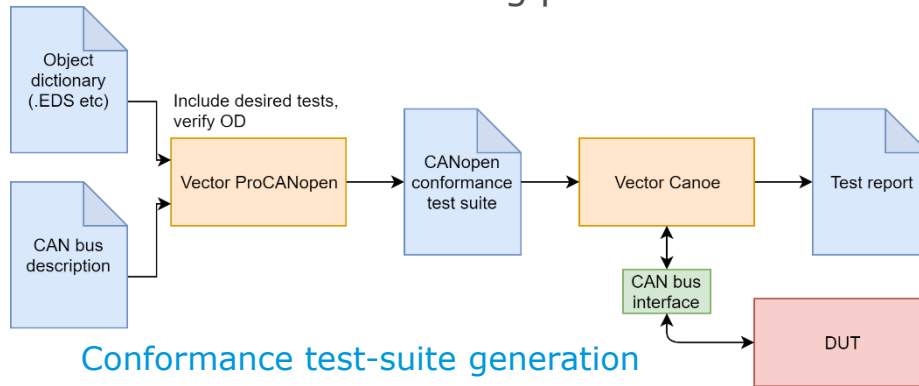 Object
dictionary
(.EDS etc)
Include desired tests,
verify OD
Vector ProCANopen
CANopen
conformance
test suite
Vector Canoe
Test report
CAN bus
description
CAN bus
interface
DUT
Conformance test-suite generation